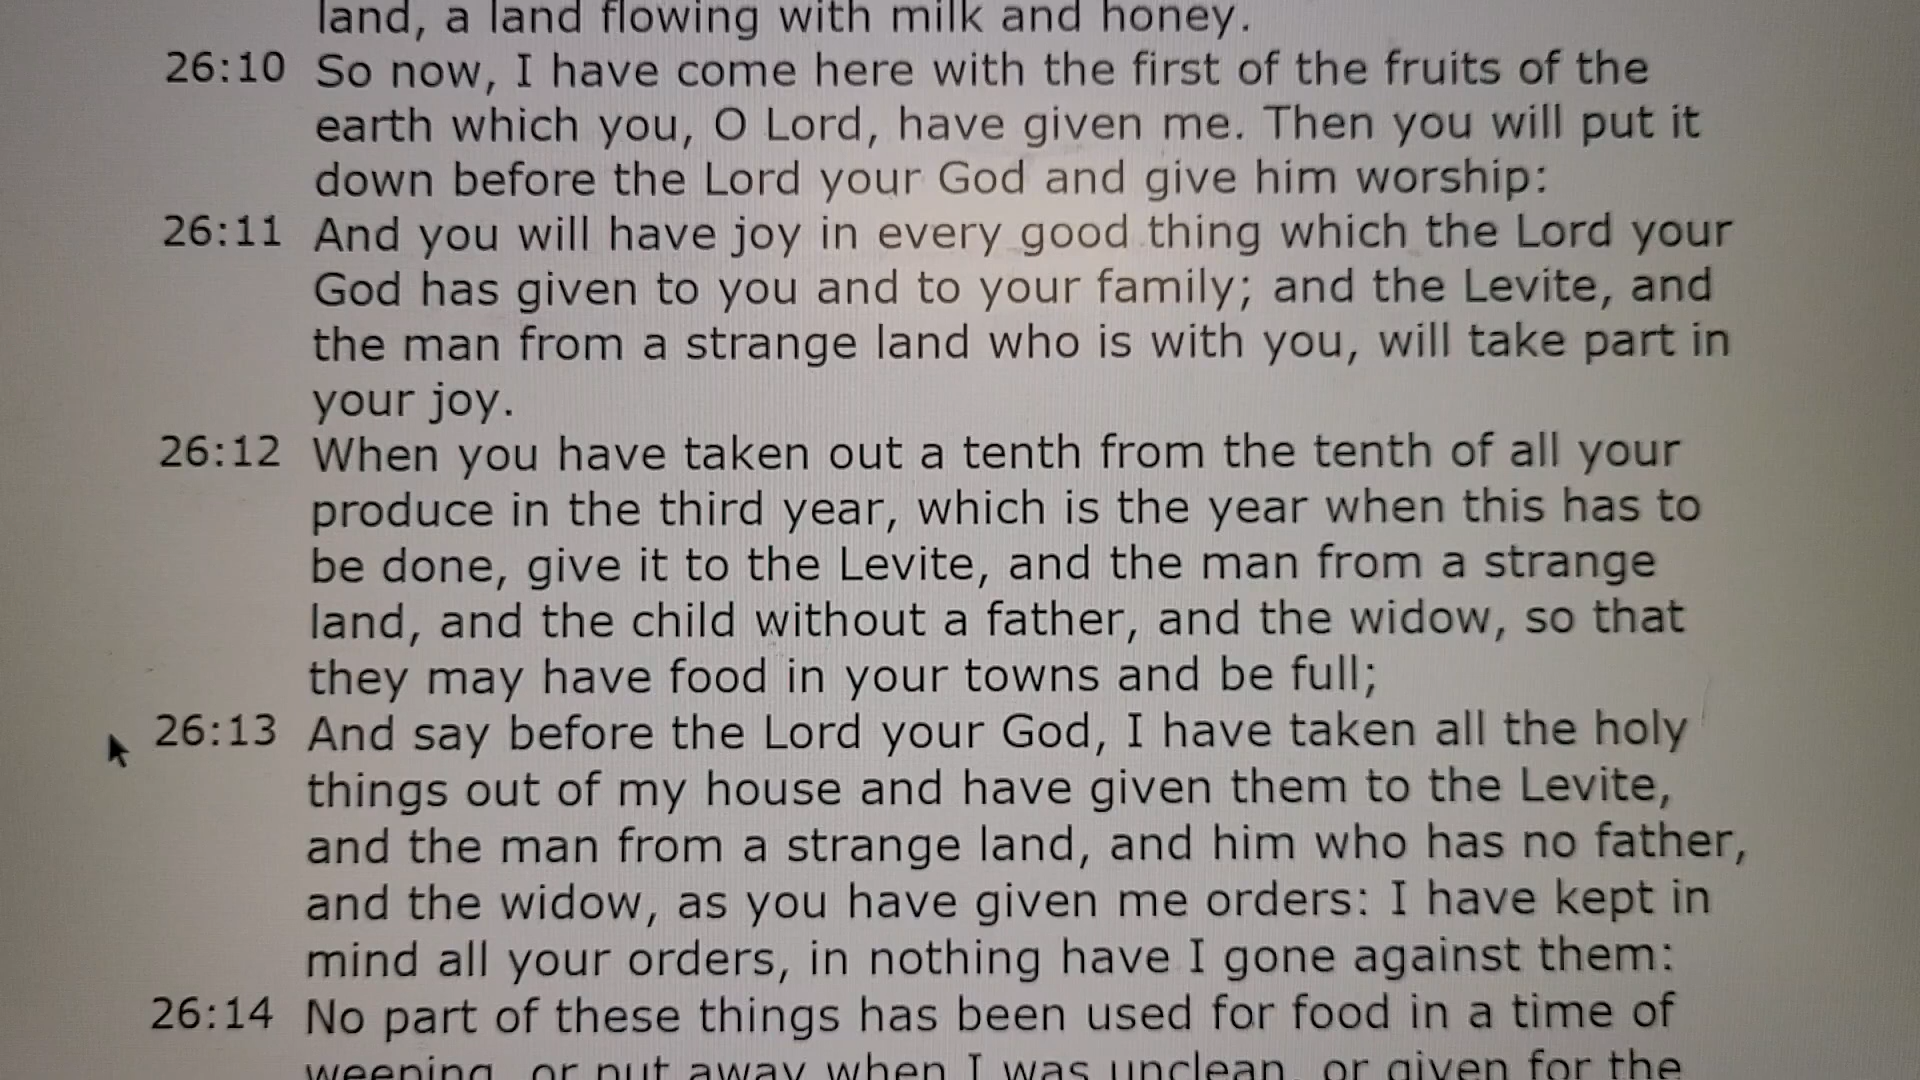 land, a land flowing with milk and honey.
26:10 So now, I have come here with the first of the fruits of the
earth which you, O Lord, have given me. Then you will put it
down before the Lord your God and give him worship:
26:11 And you will have joy in every good thing which the Lord your
God has given to you and to your family; and the Levite, and
the man from a strange land who is with you, will take part in
your joy.
26:12 When you have taken out a tenth from the tenth of all your
produce in the third year, which is the year when this has to
be done, give it to the Levite, and the man from a strange
land, and the child without a father, and the widow, so that
they may have food in your towns and be full;
26:13 And say before the Lord your God, I have taken all the holy
things out of my house and have given them to the Levite,
and the man from a strange land, and him who has no father,
and the widow, as you have given me orders: I have kept in
mind all your orders, in nothing have I gone against them:
26:14 No part of these things has been used for food in a time of
weeping, or put away when I was unclean, or given for the